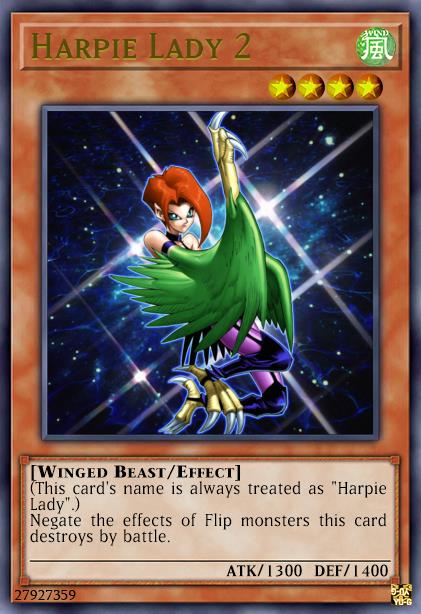 Harpie Lady 2
WIND
風
[Winged Beast/Effect]
(This card's name is always treated as "Harpie
Lady".)
Negate the effects of Flip monsters this card
destroys by battle.
ATK/1300 DEF/1400
27927359